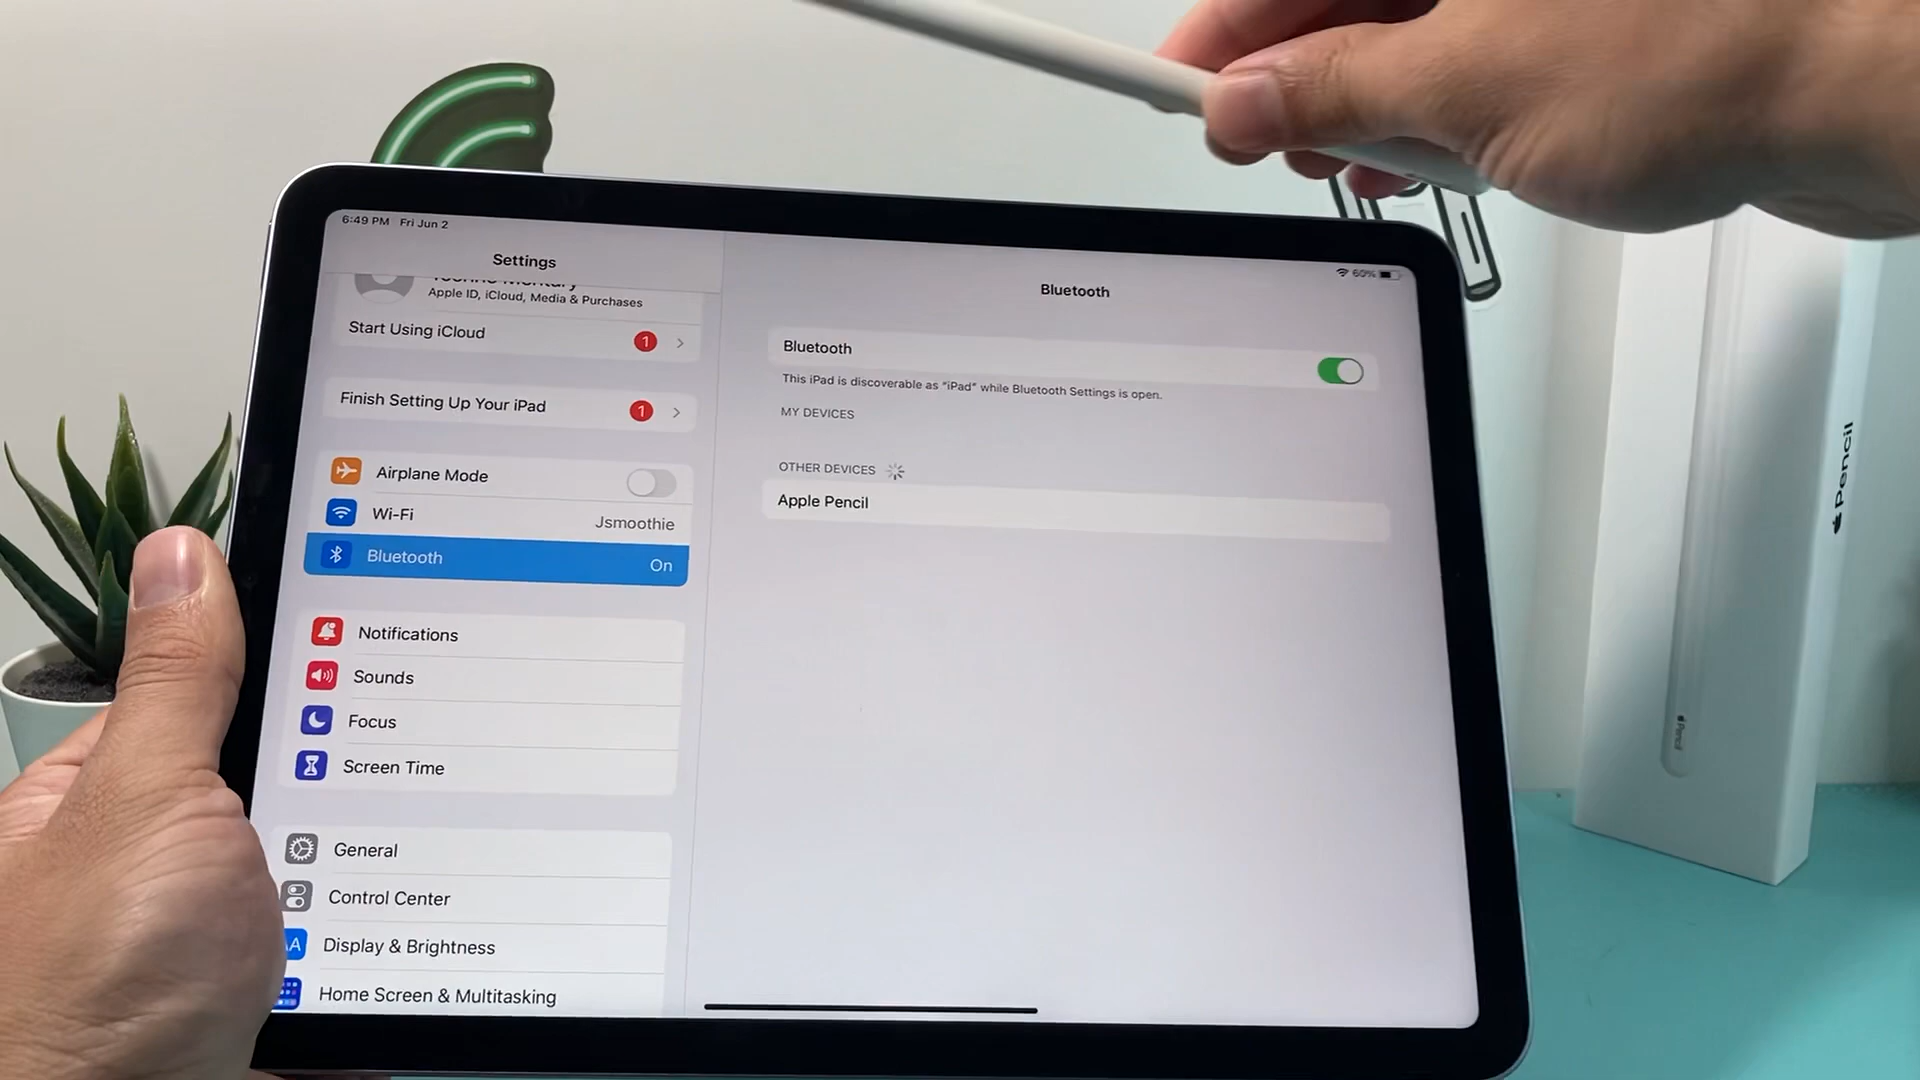 6:49 PM Fri Jun 2
60%
Settings
Apple ID, iCloud, Media & Purchases
Start Using iCloud 1
Finish Setting Up Your iPad 1
Airplane Mode
Wi-Fi Jsmoothie
Bluetooth On
Notifications
Sounds
Focus
Screen Time
General
Control Center
AA Display & Brightness
Home Screen & Multitasking
Bluetooth
Bluetooth
This iPad is discoverable as "iPad" while Bluetooth Settings is open.
MY DEVICES
OTHER DEVICES
Apple Pencil
Pencil
Pencil